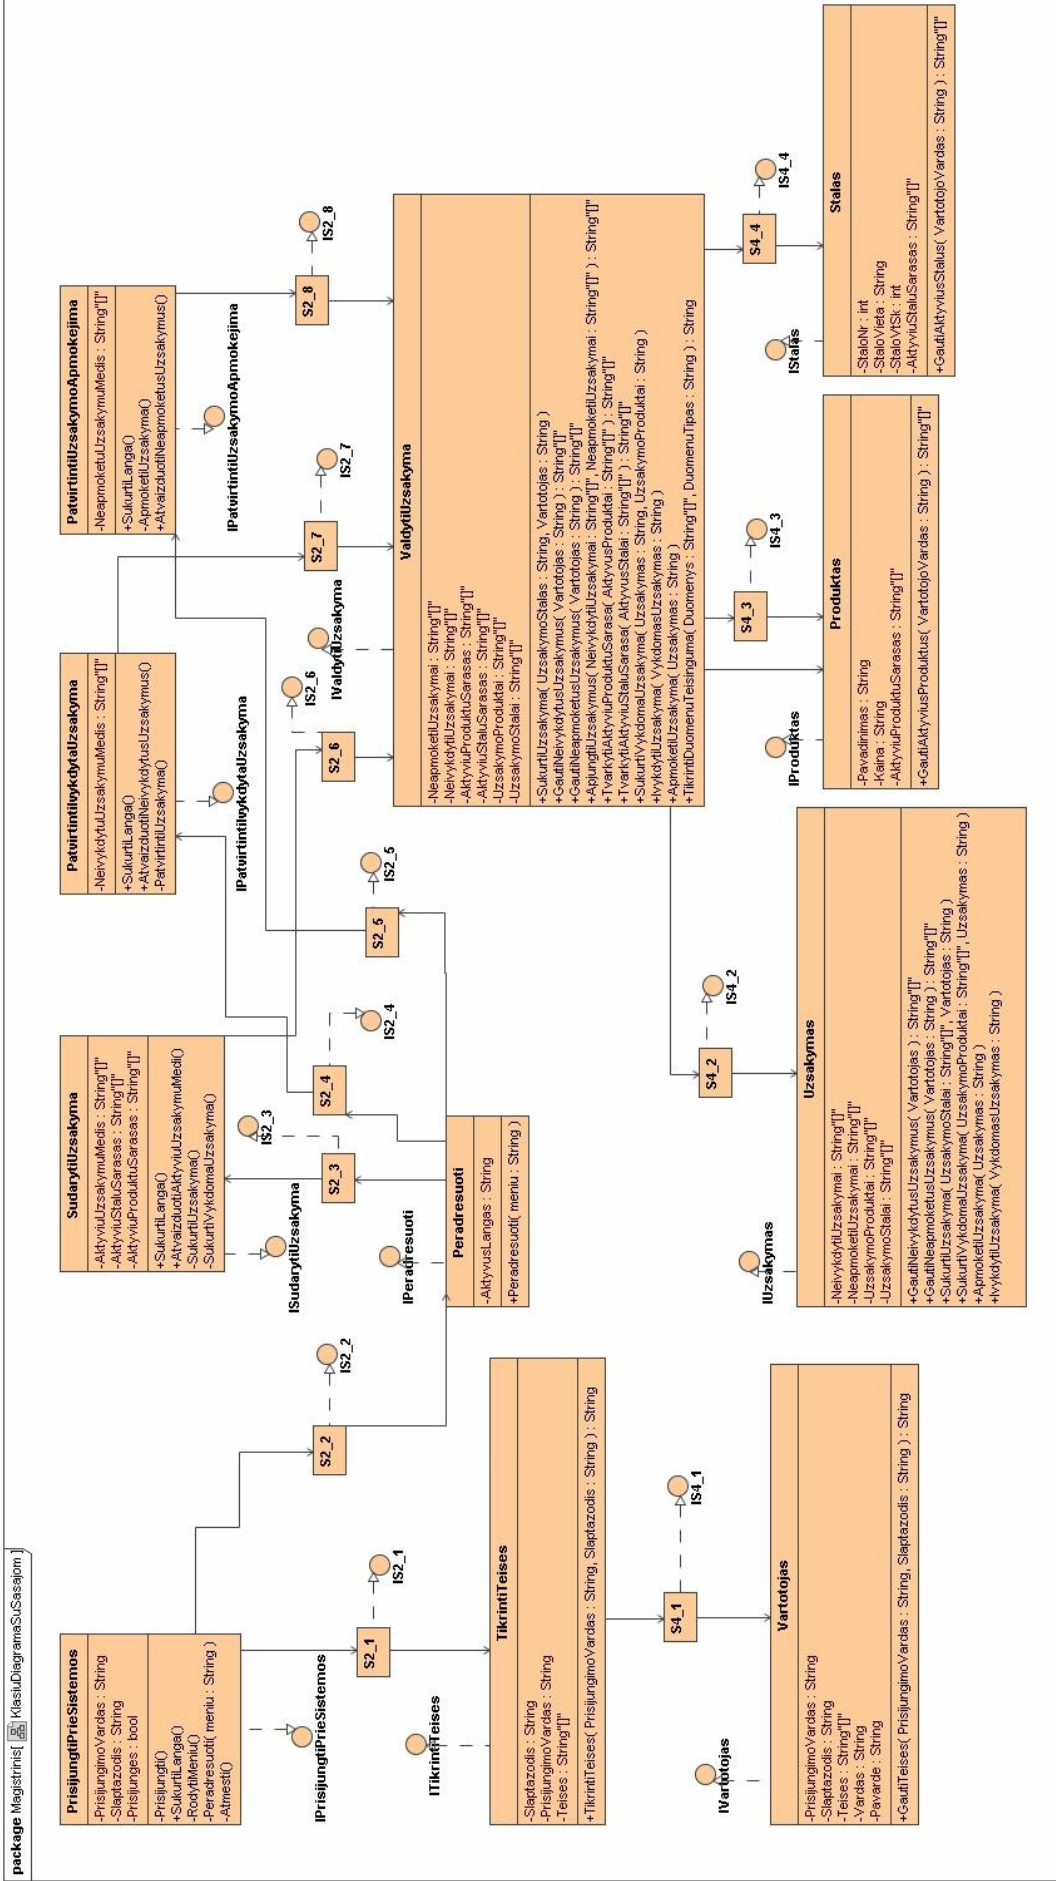 package Magistrinis[ KlasiuDiagramaSuSasajom ]
PrisijungtiPrieSistemos
-PrisijungimoVardas : String
-Slaptazodis : String
-Prisijunges : bool
-Prisijungti()
+SukurtiLanga()
-RodytiMeniu()
-Peradresuoti( meniu : String )
-Atmesti()
IPrisijungtiPrieSistemos
S2_1
IS2_1
S2_2
IS2_2
SudarytiUzsakyma
-AktyviuUzsakymuMedis : String"[]"
-AktyviuStaluSarasas : String"[]"
-AktyviuProduktuSarasas : String"[]"
+SukurtiLanga()
+AtvaizduotiAktyviuUzsakymuMedi()
-SukurtiUzsakyma()
-SukurtiVykdomaUzsakyma()
ISudarytiUzsakyma
S2_3
IS2_3
S2_4
IS2_4
S2_5
IS2_5
PatvirtintiIvykdytaUzsakyma
-NeivykdytuUzsakymuMedis : String"[]"
+SukurtiLanga()
+AtvaizduotiNeivykdytusUzsakymus()
-PatvirtintiUzsakyma()
IPatvirtintiIvykdytaUzsakyma
S2_6
IS2_6
PatvirtintiUzsakymoApmokejima
-NeapmoketuUzsakymuMedis : String"[]"
+SukurtiLanga()
-ApmoketiUzsakyma()
+AtvaizduotiNeapmoketusUzsakymus()
IPatvirtintiUzsakymoApmokejima
S2_7
IS2_7
S2_8
IS2_8
IPeradresuoti
Peradresuoti
-AktyvusLangas : String
+Peradresuoti( meniu : String )
IValdytiUzsakyma
ValdytiUzsakyma
-NeapmoketiUzsakymai : String"[]"
-NeivykdytiUzsakymai : String"[]"
-AktyviuProduktuSarasas : String"[]"
-AktyviuStaluSarasas : String"[]"
-UzsakymoProduktai : String"[]"
-UzsakymoStalai : String"[]"
+SukurtiUzsakyma( UzsakymoStalas : String, Vartotojas : String )
+GautiNeivykdytusUzsakymus( Vartotojas : String ) : String"[]"
+GautiNeapmoketusUzsakymus( Vartotojas : String ) : String"[]"
+ApjungtiUzsakymus( NeivykdytiUzsakymai : String"[]", NeapmoketiUzsakymai : String"[]" ) : String"[]"
+TvarkytiAktyviuProduktuSarasa( AktyvusProduktai : String"[]" ) : String"[]"
+TvarkytiAktyviuStaluSarasa( AktyvusStalai : String"[]" ) : String"[]"
+SukurtiVykdomaUzsakyma( Uzsakymas : String, UzsakymoProduktai : String )
+IvykdytiUzsakyma( VykdomasUzsakymas : String )
+ApmoketiUzsakyma( Uzsakymas : String )
+TikrintiDuomenuTeisinguma( Duomenys : String"[]", DuomenuTipas : String ) : String
ITikrintiTeises
TikrintiTeises
-Slaptazodis : String
-PrisijungimoVardas : String
-Teises : String"[]"
+TikrintiTeises( PrisijungimoVardas : String, Slaptazodis : String ) : String
S4_1
IS4_1
S4_2
IS4_2
S4_3
IS4_3
S4_4
IS4_4
IVartotojas
Vartotojas
-PrisijungimoVardas : String
-Slaptazodis : String
-Teises : String"[]"
-Vardas : String
-Pavarde : String
+GautiTeises( PrisijungimoVardas : String, Slaptazodis : String ) : String
IUzsakymas
Uzsakymas
-NeivykdytiUzsakymai : String"[]"
-NeapmoketiUzsakymai : String"[]"
-UzsakymoProduktai : String"[]"
-UzsakymoStalai : String"[]"
+GautiNeivykdytusUzsakymus( Vartotojas ) : String"[]"
+GautiNeapmoketusUzsakymus( Vartotojas : String ) : String"[]"
+SukurtiUzsakyma( UzsakymoStalai : String"[]", Vartotojas : String )
+SukurtiVykdomaUzsakyma( UzsakymoProduktai : String"[]", Uzsakymas : String )
+ApmoketiUzsakyma( Uzsakymas : String )
+IvykdytiUzsakyma( VykdomasUzsakymas : String )
IProduktas
Produktas
-Pavadinimas : String
-Kaina : String
-AktyviuProduktuSarasas : String"[]"
+GautiAktyviusProduktus( VartotojoVardas : String ) : String"[]"
IStalas
Stalas
-StaloNr : int
-StaloVieta : String
-StaloVtSk : int
-AktyviuStaluSarasas : String"[]"
+GautiAktyviusStalus( VartotojoVardas : String ) : String"[]"